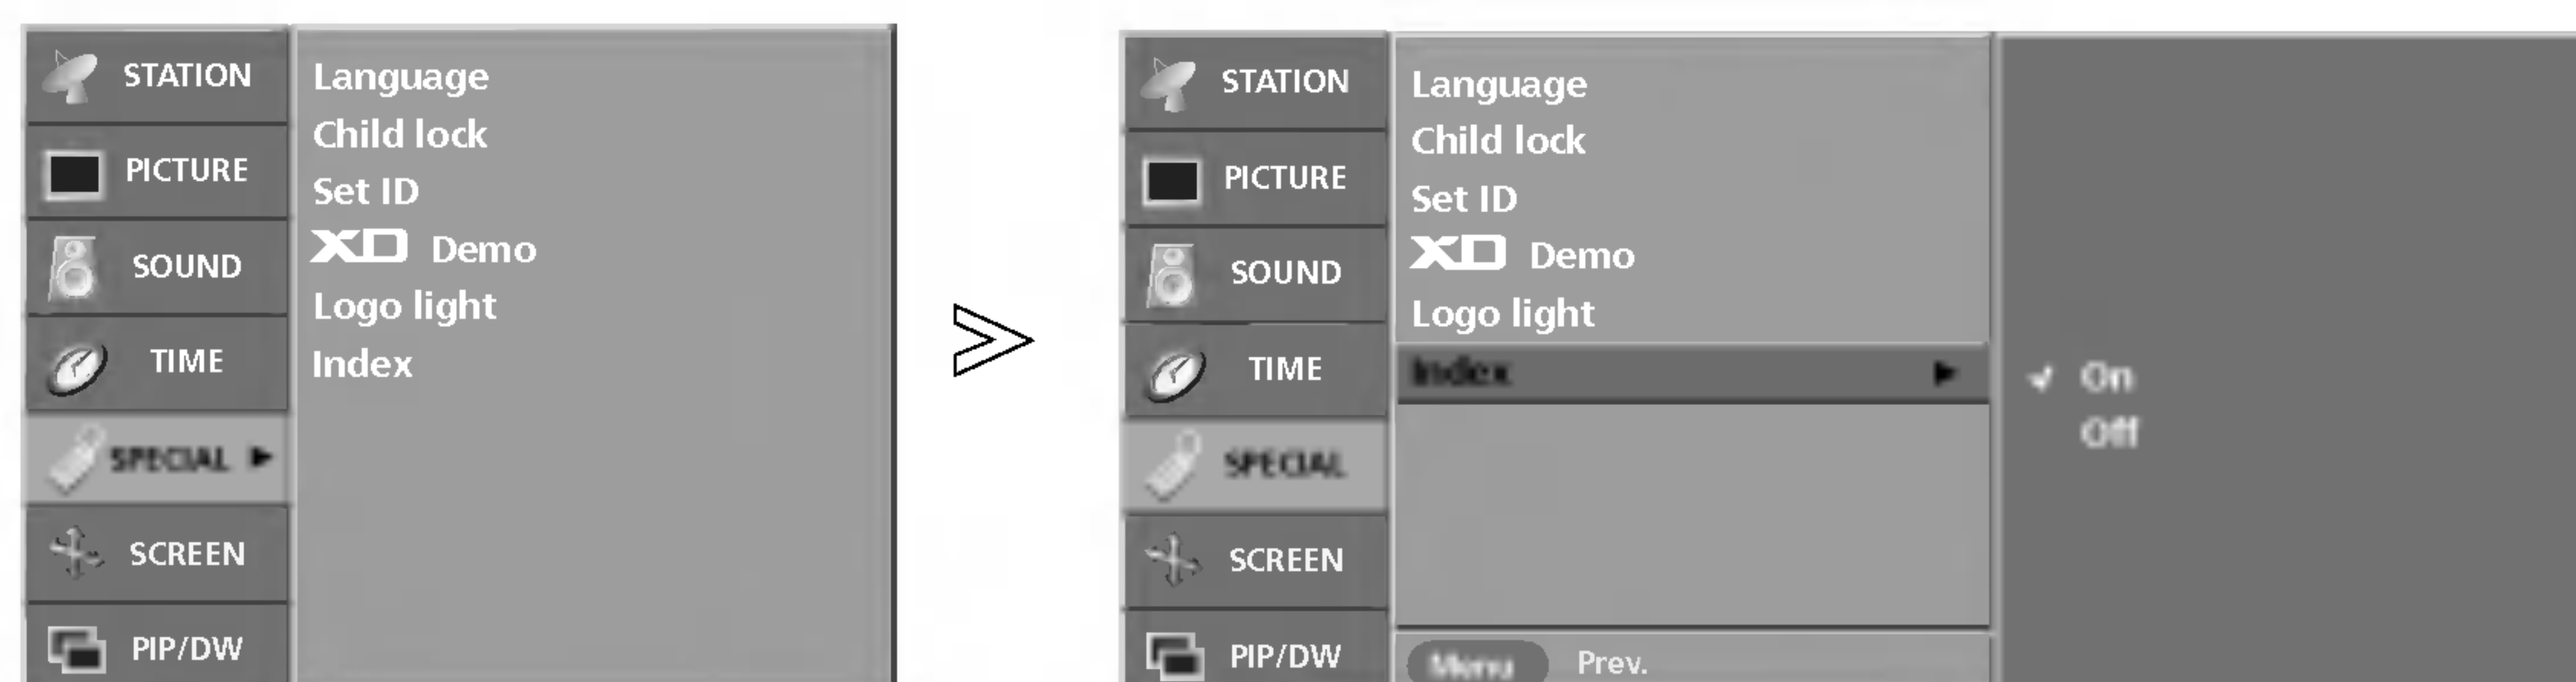 STATION
PICTURE
SOUND
TIME
SPECIAL
SCREEN
PIP/DW
Language
Child lock
Set ID
XD Demo
Logo light
Index
STATION
PICTURE
SOUND
TIME
SPECIAL
SCREEN
PIP/DW
Language
Child lock
Set ID
XD Demo
Logo light
Index
Menu Prev.
On
Off